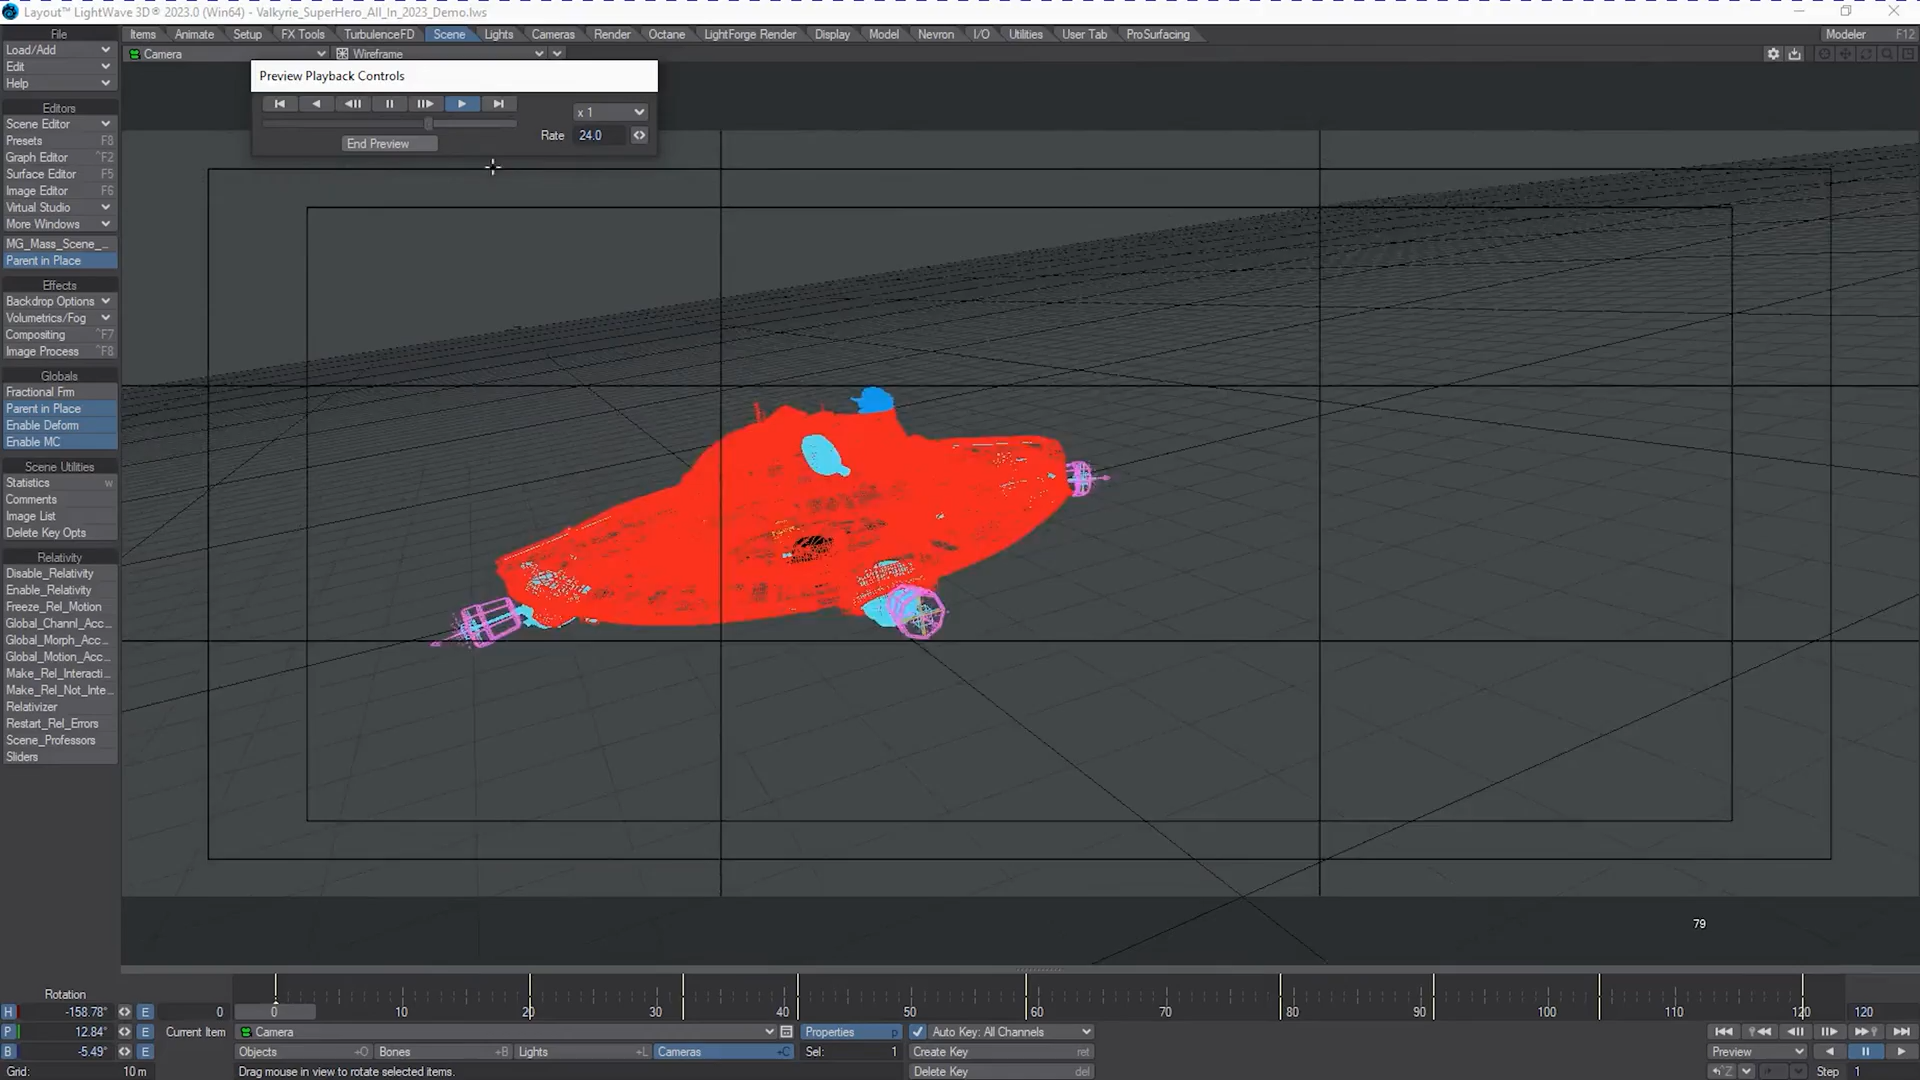 Layout™ LightWave 3D® 2023.0 (Win64) - Valkyrie_SuperHero_All_In_2023_Demo.lws
File
Items Animate Setup FX Tools TurbulenceFD Scene Lights Cameras Render Octane LightForge Render Display Model Nevron I/O Utilities User Tab ProSurfacing Modeler F12
Load/Add
Edit
Help
Camera
Wireframe
Preview Playback Controls
x 1
Rate 24.0
End Preview
Editors
Scene Editor
Presets F8
Graph Editor ^F2
Surface Editor F5
Image Editor F6
Virtual Studio
More Windows
MG_Mass_Scene_...
Parent in Place
Effects
Backdrop Options
Volumetrics/Fog
Compositing ^F7
Image Process ^F8
Globals
Fractional Frm
Parent in Place
Enable Deform
Enable MC
Scene Utilities
Statistics w
Comments
Image List
Delete Key Opts
Relativity
Disable_Relativity
Enable_Relativity
Freeze_Rel_Motion
Global_Channl_Acc...
Global_Morph_Acc...
Global_Motion_Acc...
Make_Rel_Interacti...
Make_Rel_Not_Inte...
Relativizer
Restart_Rel_Errors
Scene_Professors
Sliders
79
Rotation
H -158.78° E 0
0 10 20 30 40 50 60 70 80 90 100 110 120 120
P 12.84° E Current Item Camera Properties p Auto Key: All Channels
B -5.49° E Objects +O Bones +B Lights +L Cameras +C Sel: 1 Create Key ret Preview
Grid: 10 m Drag mouse in view to rotate selected items. Delete Key del Step 1